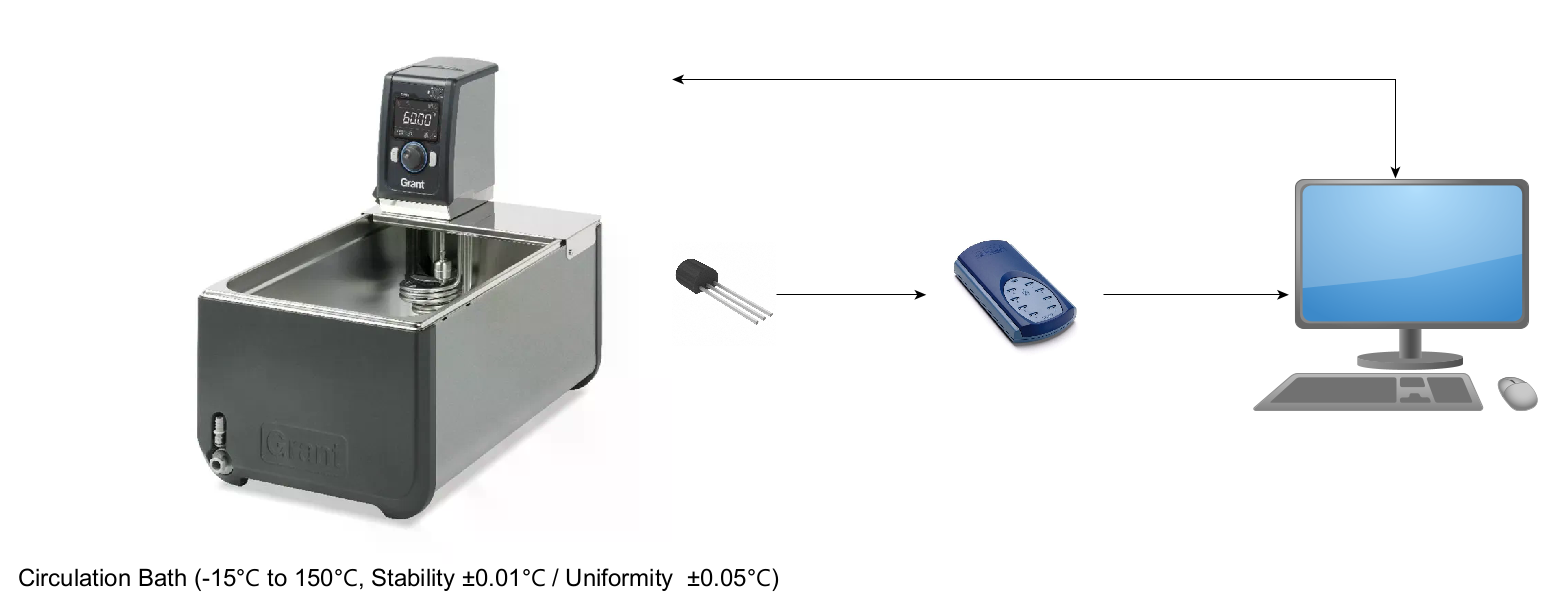 60.00
Grant
Grant
Circulation Bath (-15°C to 150°C, Stability ±0.01°C / Uniformity  ±0.05°C)